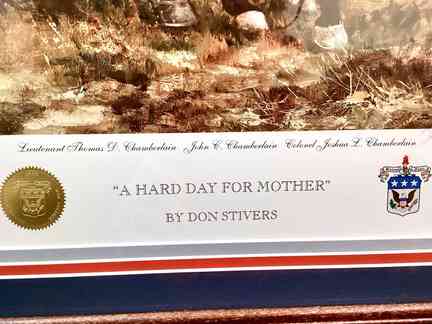 Lieutenant Thomas D. Chamberlain John C. Chamberlain Colonel Joshua L. Chamberlain
"A HARD DAY FOR MOTHER"
BY DON STIVERS